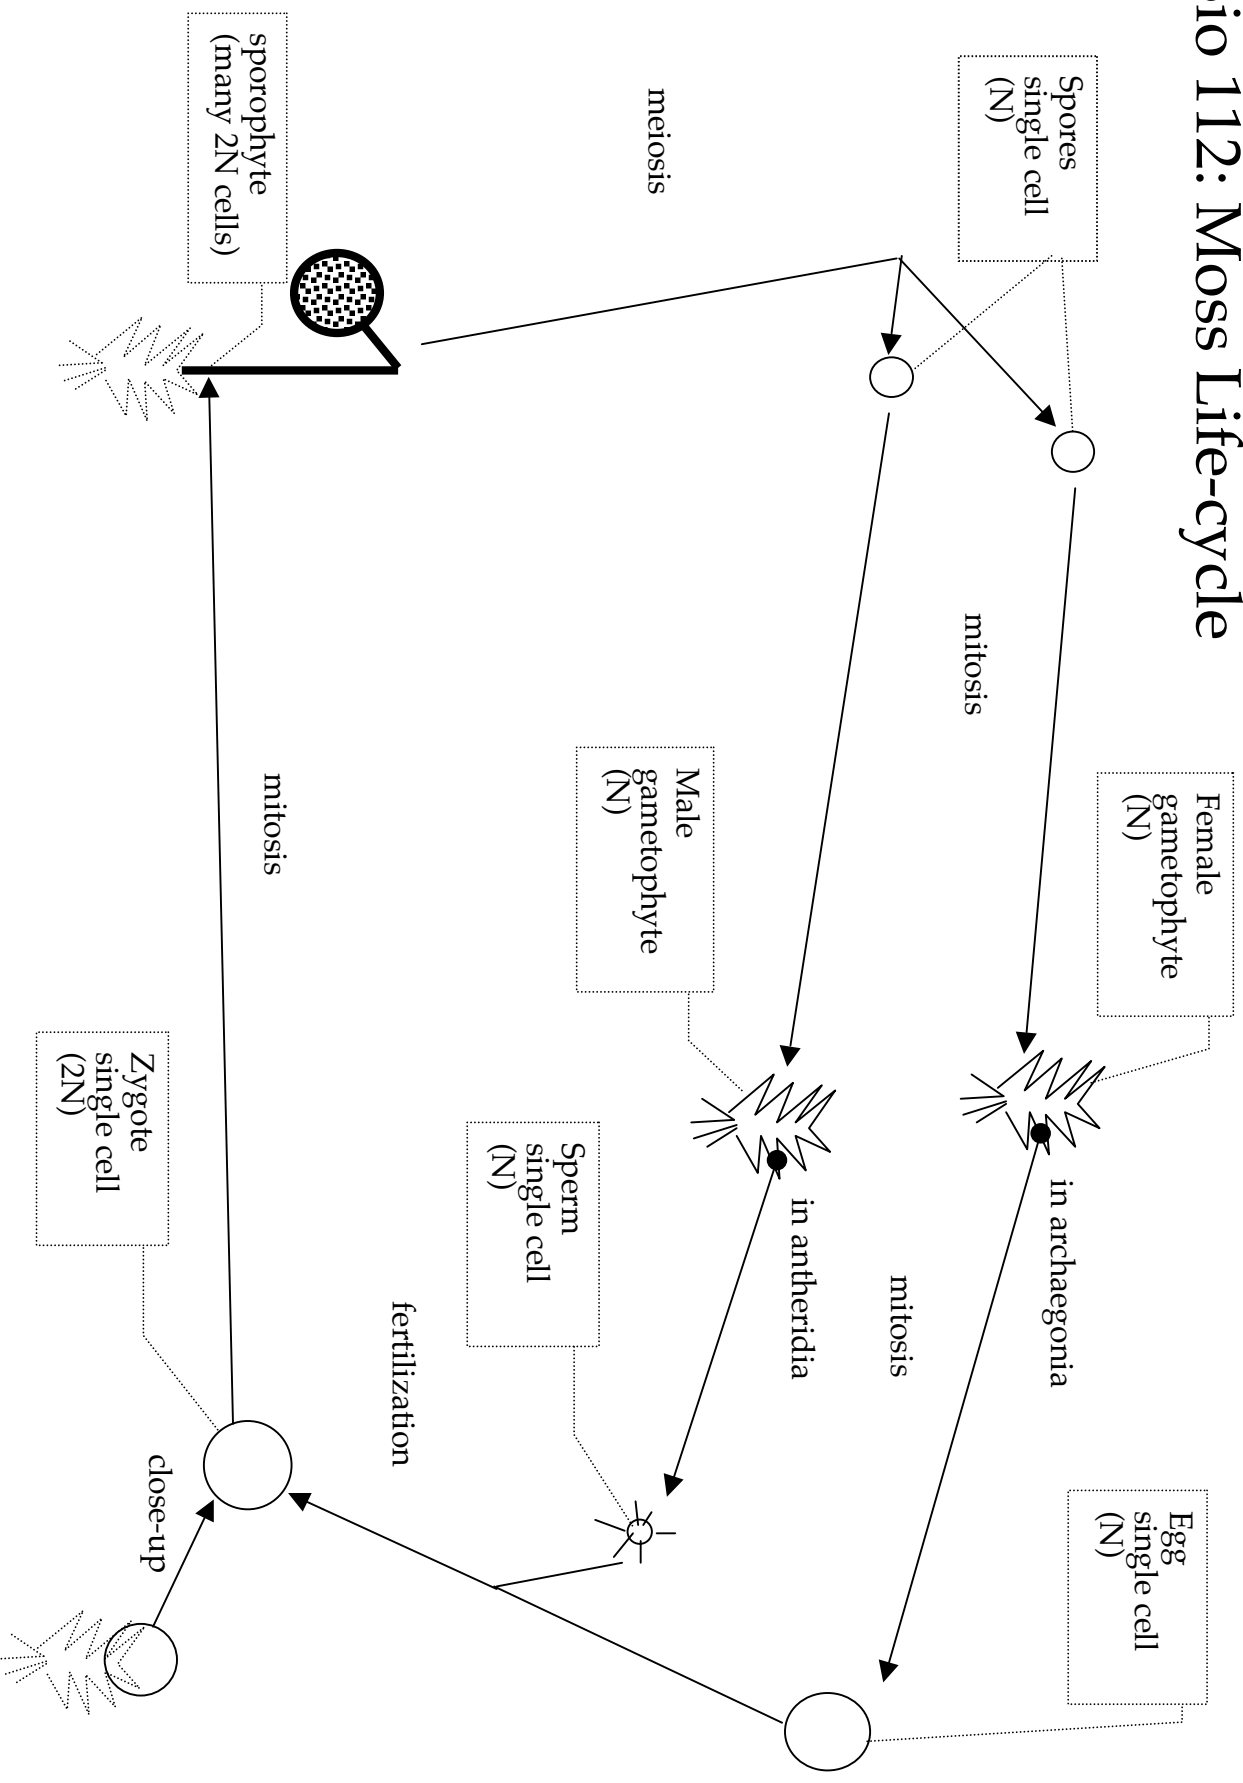 Bio 112: Moss Life-cycle
Female
gametophyte
(N)
Egg
single cell
(N)
Spores
single cell
(N)
in archaegonia
mitosis
mitosis
in antheridia
Male
gametophyte
(N)
meiosis
Sperm
single cell
(N)
fertilization
mitosis
sporophyte
(many 2N cells)
Zygote
single cell
(2N)
close-up